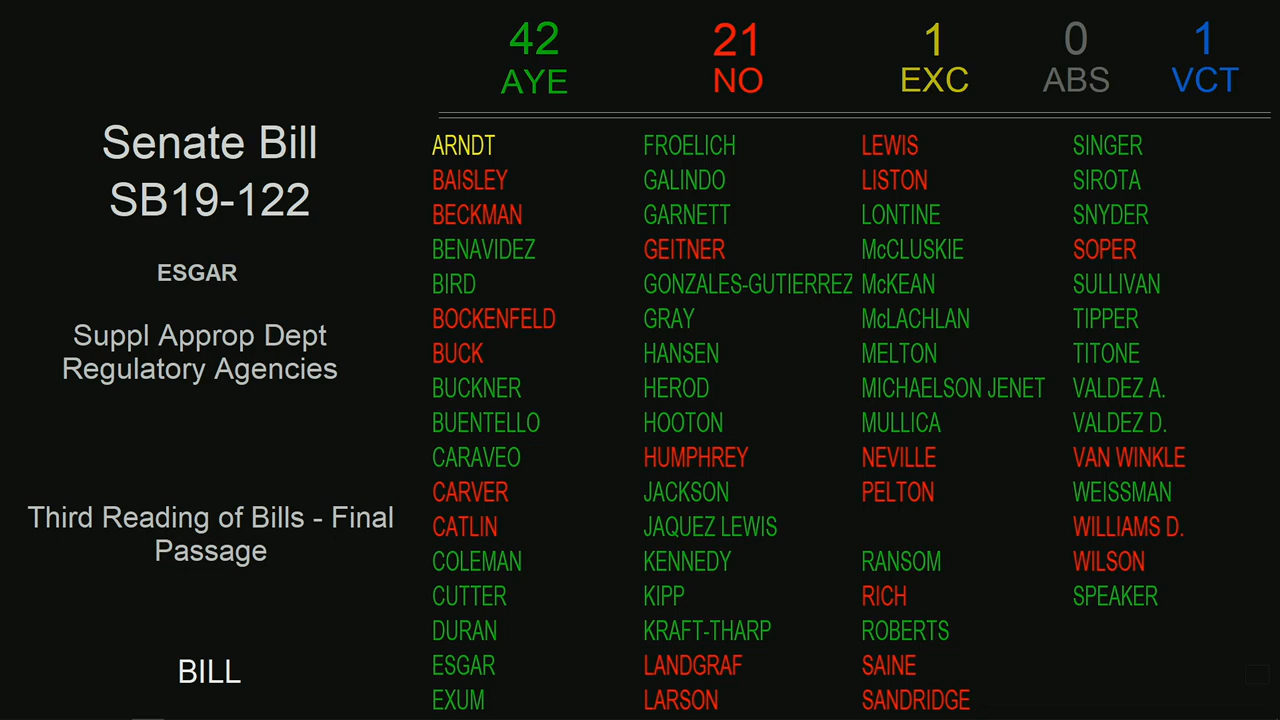 42 21 1 0 1
AYE NO EXC ABS VCT
Senate Bill
SB19-122
ESGAR
Suppl Approp Dept
Regulatory Agencies
Third Reading of Bills - Final
Passage
BILL
ARNDT
BAISLEY
BECKMAN
BENAVIDEZ
BIRD
BOCKENFELD
BUCK
BUCKNER
BUENTELLO
CARAVEO
CARVER
CATLIN
COLEMAN
CUTTER
DURAN
ESGAR
EXUM
FROELICH
GALINDO
GARNETT
GEITNER
GONZALES-GUTIERREZ
GRAY
HANSEN
HEROD
HOOTON
HUMPHREY
JACKSON
JAQUEZ LEWIS
KENNEDY
KIPP
KRAFT-THARP
LANDGRAF
LARSON
LEWIS
LISTON
LONTINE
McCLUSKIE
McKEAN
McLACHLAN
MELTON
MICHAELSON JENET
MULLICA
NEVILLE
PELTON
RANSOM
RICH
ROBERTS
SAINE
SANDRIDGE
SINGER
SIROTA
SNYDER
SOPER
SULLIVAN
TIPPER
TITONE
VALDEZ A.
VALDEZ D.
VAN WINKLE
WEISSMAN
WILLIAMS D.
WILSON
SPEAKER